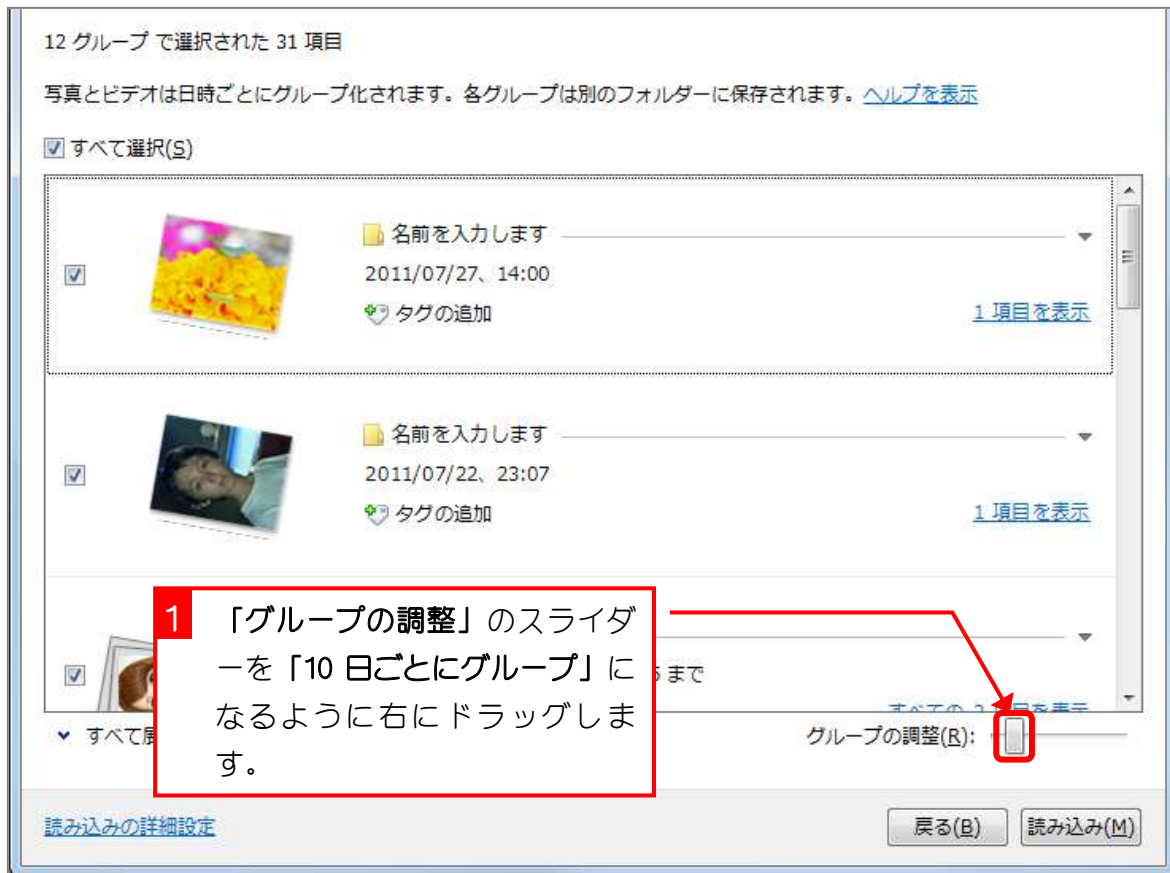 12 グループ で選択された 31 項目
写真とビデオは日時ごとにグループ化されます。各グループは別のフォルダーに保存されます。ヘルプを表示
すべて選択(S)
名前を入力します
2011/07/27、14:00
タグの追加
1 項目を表示
名前を入力します
2011/07/22、23:07
タグの追加
1 項目を表示
1
「グループの調整」のスライダ
ーを「10 日ごとにグループ」に
なるように右にドラッグしま
す。
まで
すべて
グループの調整(R):
読み込みの詳細設定
戻る(B)
読み込み(M)